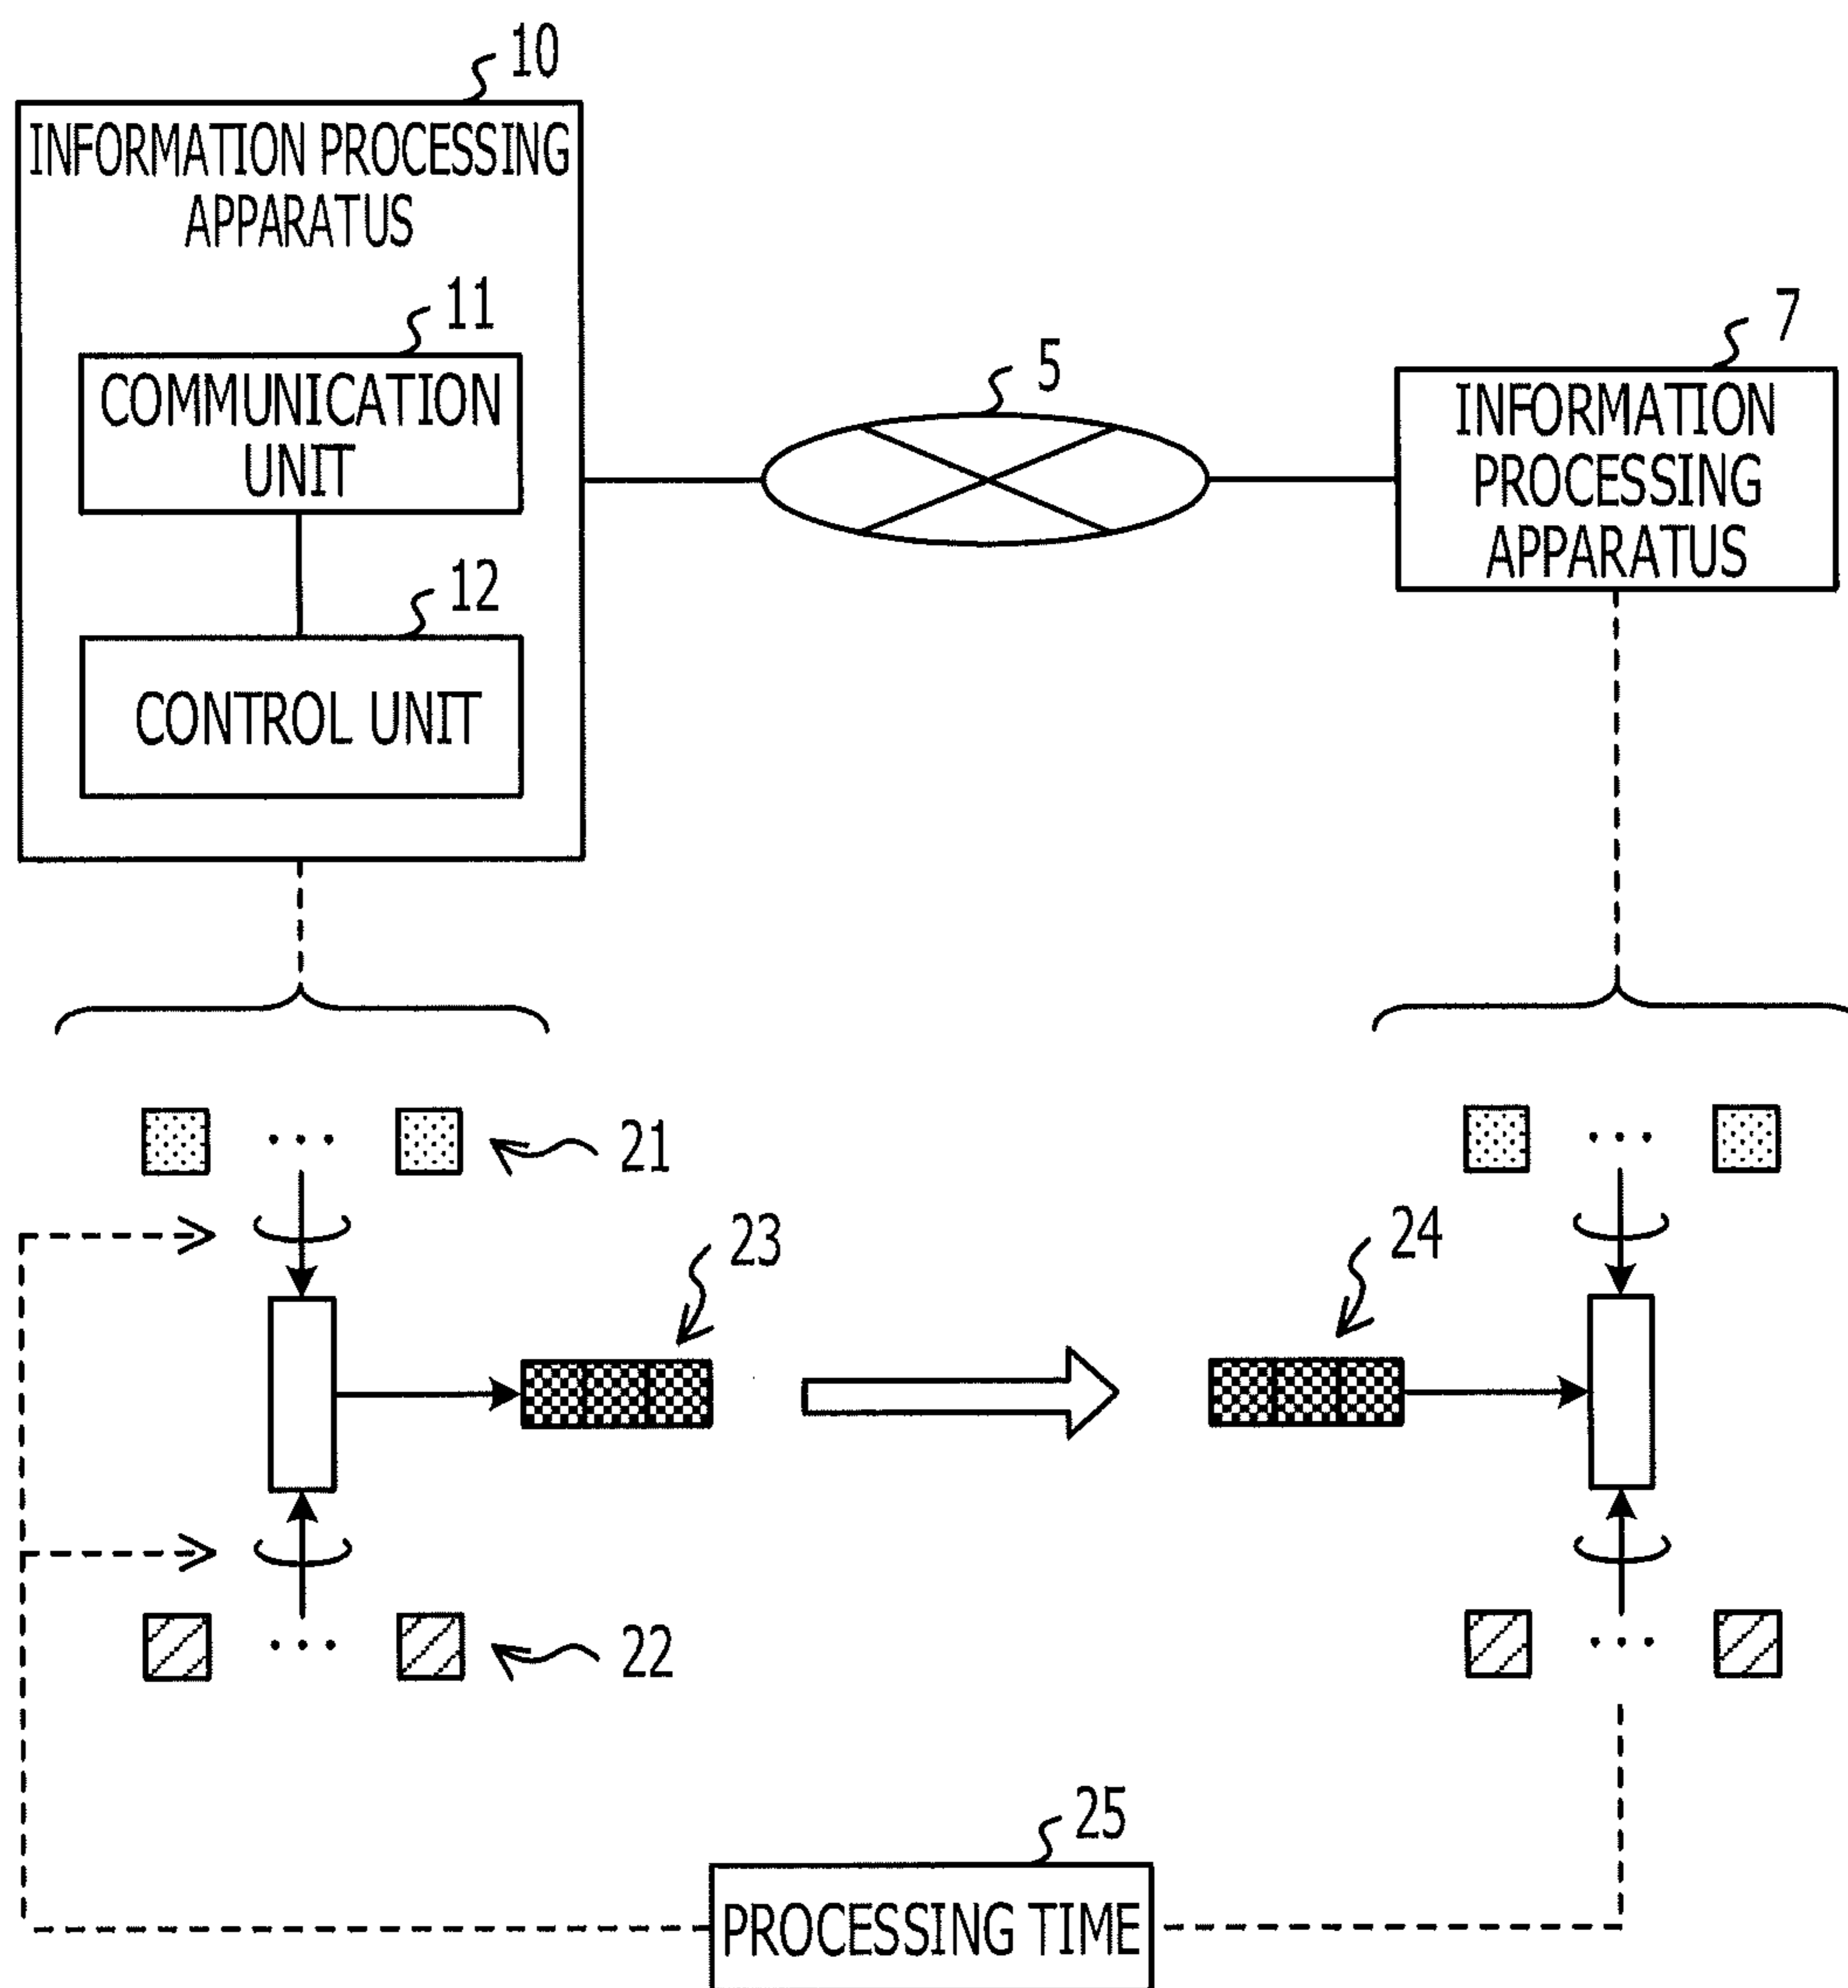 10
INFORMATION PROCESSING
APPARATUS
11
COMMUNICATION
UNIT
12
CONTROL UNIT
5
7
INFORMATION
PROCESSING
APPARATUS
21
23
24
22
25
PROCESSING TIME